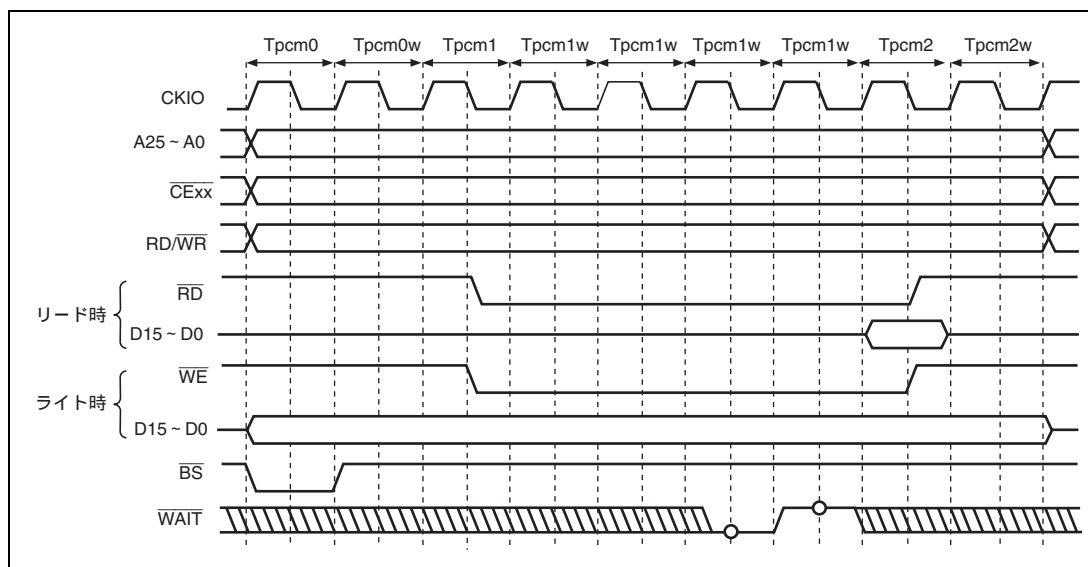 Tpcm0 Tpcm0w Tpcm1 Tpcm1w Tpcm1w Tpcm1w Tpcm1w Tpcm2 Tpcm2w
CKIO
A25 ~ A0
CExx
RD/WR
リード時
RD
D15 ~ D0
ライト時
WE
D15 ~ D0
BS
WAIT